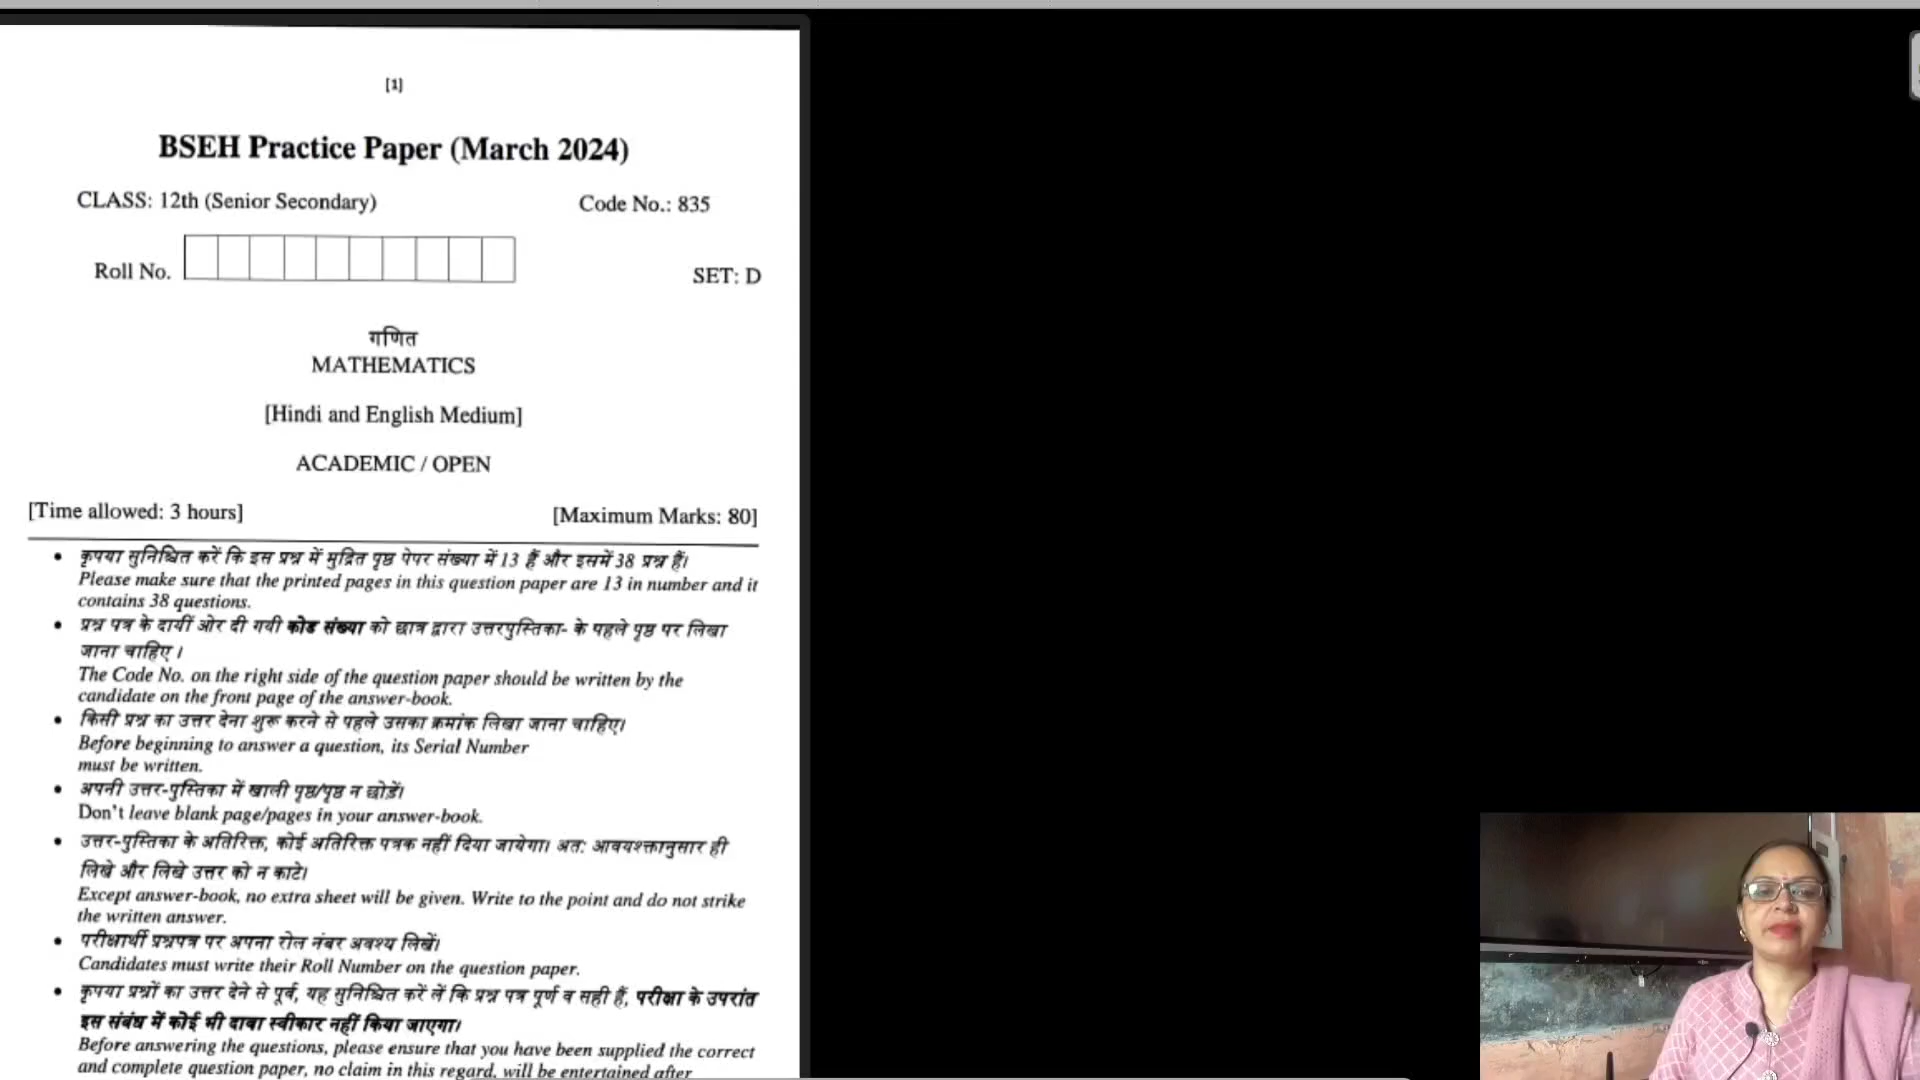 [1]
BSEH Practice Paper (March 2024)
CLASS: 12th (Senior Secondary) Code No.: 835
Roll No. SET: D
गणित
MATHEMATICS
[Hindi and English Medium]
ACADEMIC / OPEN
[Time allowed: 3 hours] [Maximum Marks: 80]
• कृपया सुनिश्चित करें कि इस प्रश्न में मुद्रित पृष्ठ पेपर संख्या में 13 हैं और इसमें 38 प्रश्न हैं।
Please make sure that the printed pages in this question paper are 13 in number and it
contains 38 questions.
• प्रश्न पत्र के दायीं ओर दी गयी कोड संख्या को छात्र द्वारा उत्तरपुस्तिका- के पहले पृष्ठ पर लिखा
जाना चाहिए ।
The Code No. on the right side of the question paper should be written by the
candidate on the front page of the answer-book.
• किसी प्रश्न का उत्तर देना शुरू करने से पहले उसका क्रमांक लिखा जाना चाहिए।
Before beginning to answer a question, its Serial Number
must be written.
• अपनी उत्तर-पुस्तिका में खाली पृष्ठ/पृष्ठ न छोड़ें।
Don't leave blank page/pages in your answer-book.
• उत्तर-पुस्तिका के अतिरिक्त, कोई अतिरिक्त पत्रक नहीं दिया जायेगा। अत: आवयश्क्तानुसार ही
लिखे और लिखे उत्तर को न काटे।
Except answer-book, no extra sheet will be given. Write to the point and do not strike
the written answer.
• परीक्षार्थी प्रश्नपत्र पर अपना रोल नंबर अवश्य लिखें।
Candidates must write their Roll Number on the question paper.
• कृपया प्रश्नों का उत्तर देने से पूर्व, यह सुनिश्चित करें लें कि प्रश्न पत्र पूर्ण व सही हैं, परीक्षा के उपरांत
इस संबंध में कोई भी दावा स्वीकार नहीं किया जाएगा।
Before answering the questions, please ensure that you have been supplied the correct
and complete question paper, no claim in this regard, will be entertained after